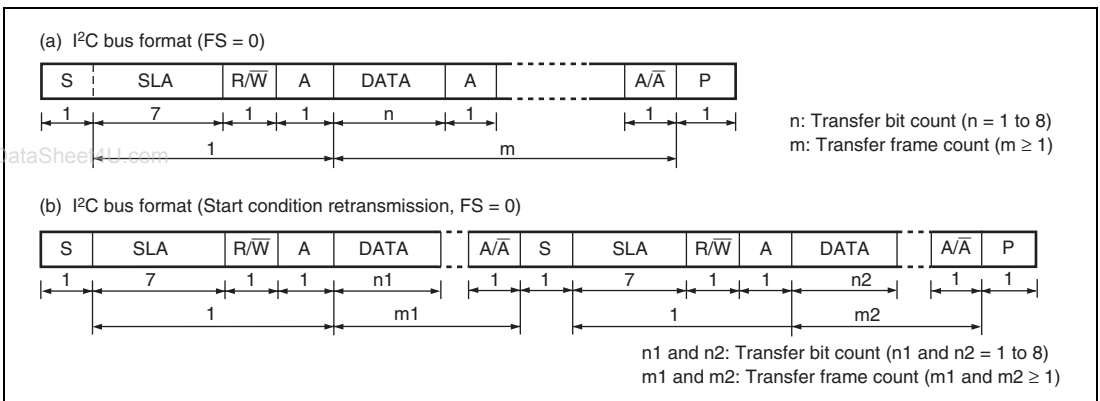 (a) I²C bus format (FS = 0)
S SLA R/W̅ A DATA A A/A̅ P
1 7 1 1 n 1 1 1
1 m
n: Transfer bit count (n = 1 to 8)
m: Transfer frame count (m ≥ 1)
DataSheet4U.com
(b) I²C bus format (Start condition retransmission, FS = 0)
S SLA R/W̅ A DATA A/A̅ S SLA R/W̅ A DATA A/A̅ P
1 7 1 1 n1 1 1 7 1 1 n2 1 1
1 m1 1 m2
n1 and n2: Transfer bit count (n1 and n2 = 1 to 8)
m1 and m2: Transfer frame count (m1 and m2 ≥ 1)